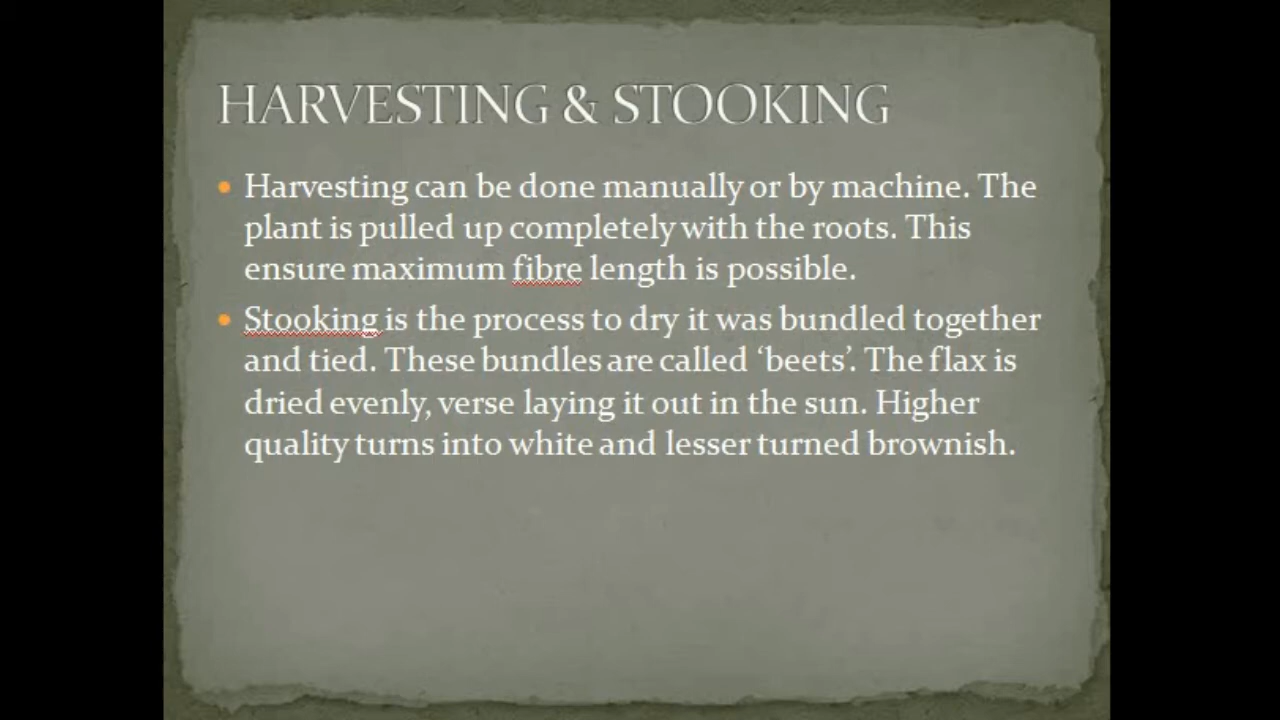 HARVESTING & STOOKING
Harvesting can be done manually or by machine. The
plant is pulled up completely with the roots. This
ensure maximum fibre length is possible.
Stooking is the process to dry it was bundled together
and tied. These bundles are called ‘beets’. The flax is
dried evenly, verse laying it out in the sun. Higher
quality turns into white and lesser turned brownish.